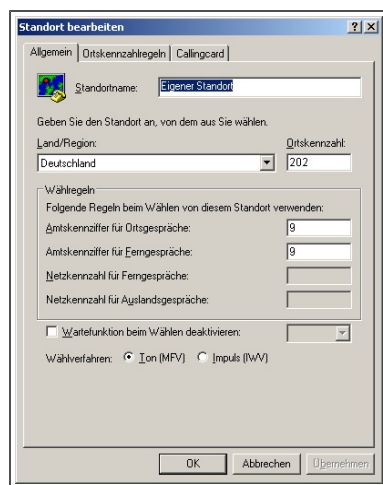 Standort bearbeiten
Allgemein Ortskennzahlregeln Callingcard
Standortname: Eigener Standort
Geben Sie den Standort an, von dem aus Sie wählen.
Land/Region: Ortskennzahl:
Deutschland 202
Wählregeln
Folgende Regeln beim Wählen von diesem Standort verwenden:
Amtskennziffer für Ortsgespräche: 9
Amtskennziffer für Ferngespräche: 9
Netzkennzahl für Ferngespräche:
Netzkennzahl für Auslandsgespräche:
Wartefunktion beim Wählen deaktivieren:
Wählverfahren: Ton (MFV) Impuls (IWV)
OK Abbrechen Übernehmen